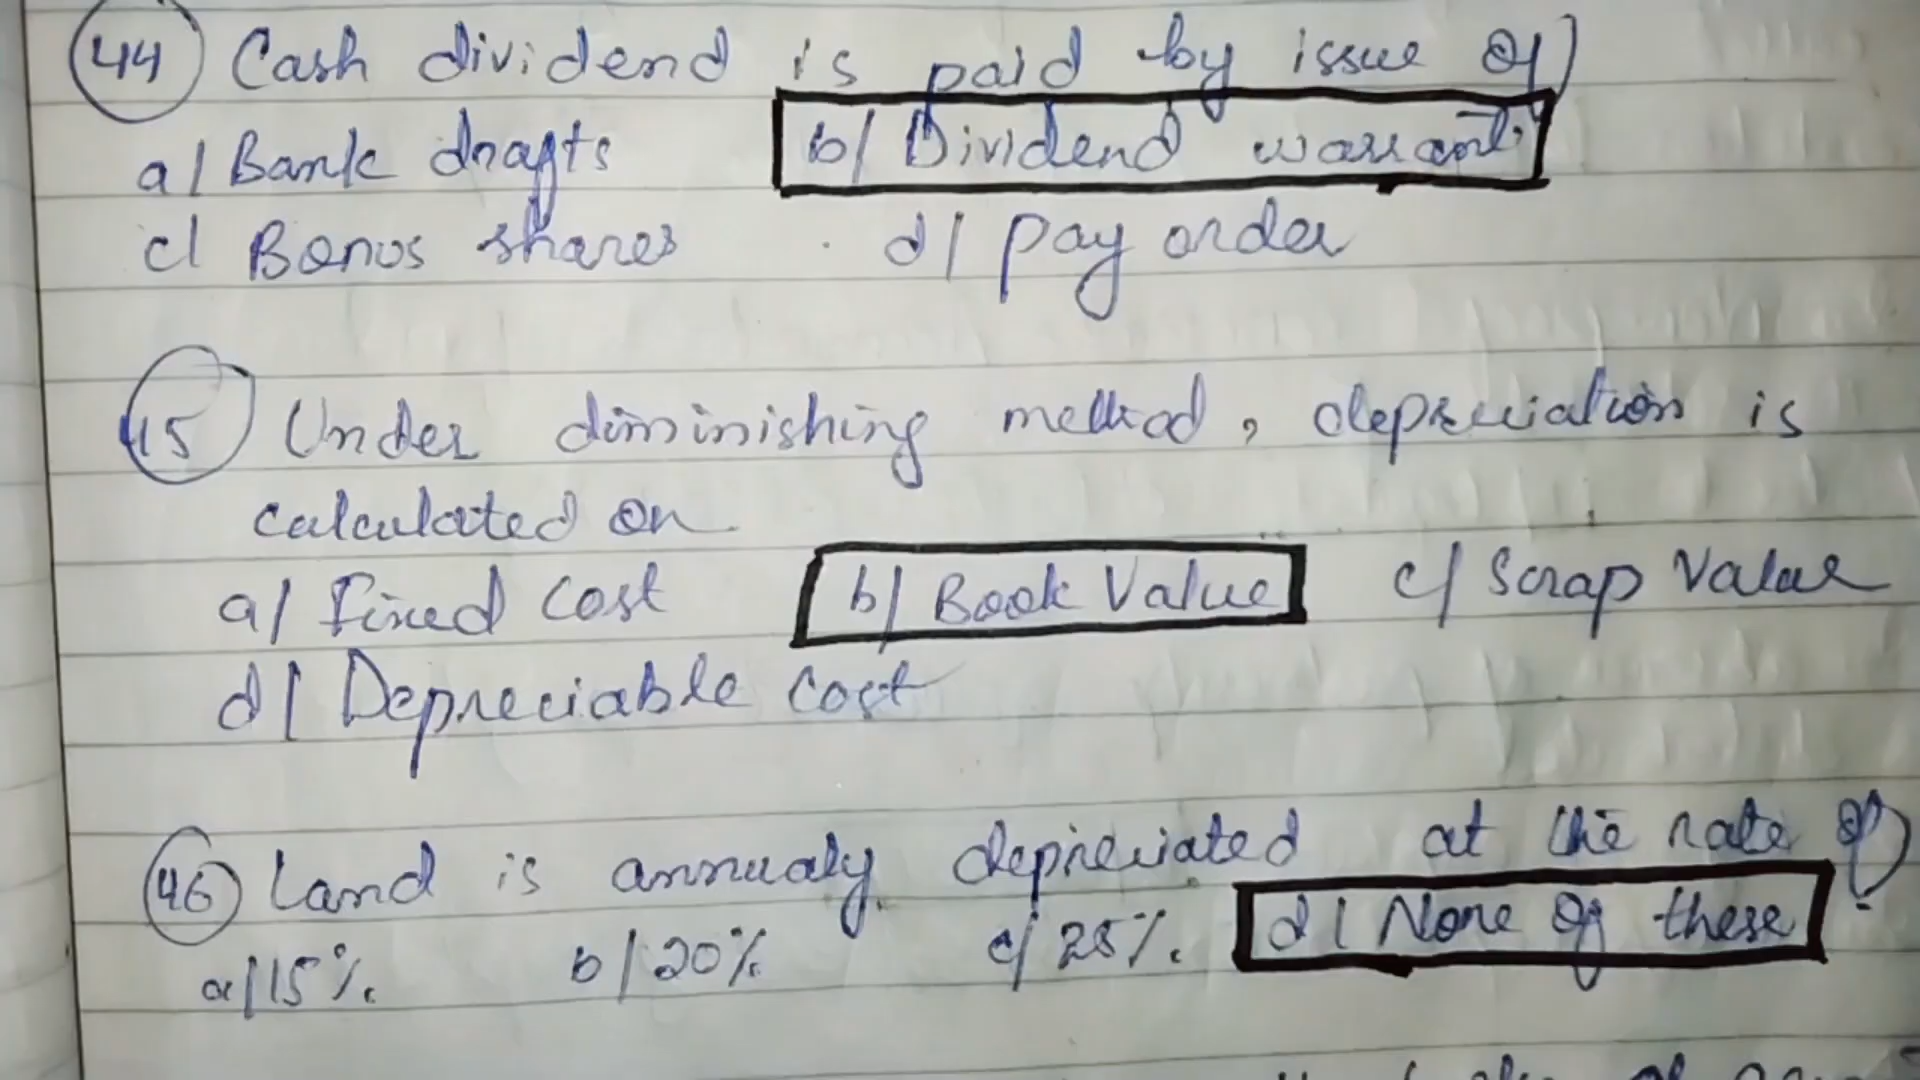 44 Cash dividend is paid by issue of
a/ Bank drafts b/ Dividend warrant
c/ Bonus shares d/ Pay order
45 Under diminishing method, depreciation is
calculated on
a/ Fixed Cost b/ Book Value c/ Scrap Value
d/ Depreciable Cost
46 Land is annualy depreciated at the rate of
a/ 15% b/ 20% c/ 25% d/ None of these